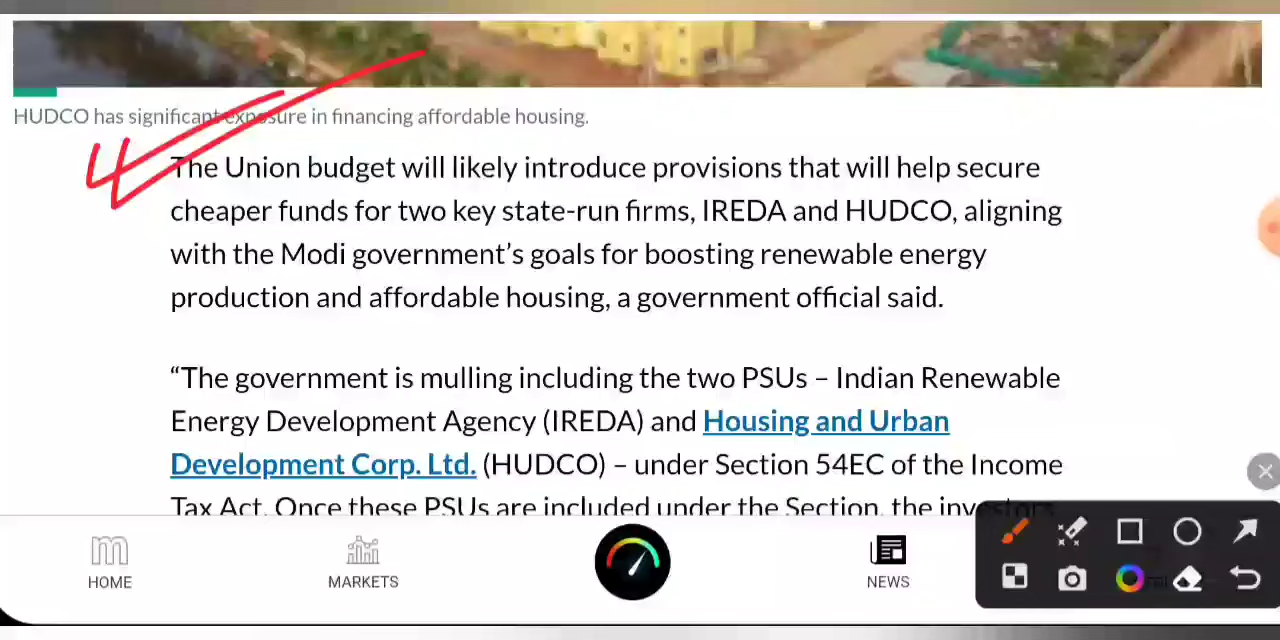 HUDCO has significant exposure in financing affordable housing.
The Union budget will likely introduce provisions that will help secure
cheaper funds for two key state-run firms, IREDA and HUDCO, aligning
with the Modi government’s goals for boosting renewable energy
production and affordable housing, a government official said.
“The government is mulling including the two PSUs – Indian Renewable
Energy Development Agency (IREDA) and Housing and Urban
Development Corp. Ltd. (HUDCO) – under Section 54EC of the Income
Tax Act. Once these PSUs are included under the Section, the investors
m
HOME
MARKETS
NEWS